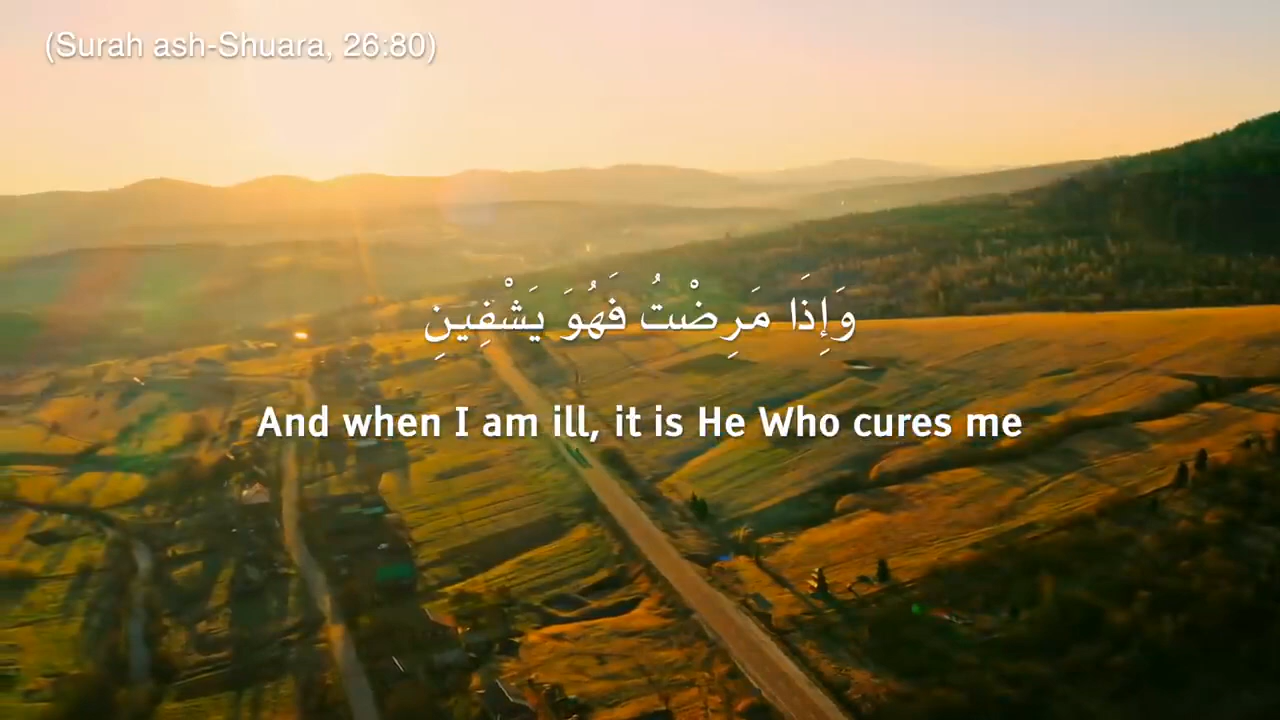 (Surah ash-Shuara, 26:80)
وَإِذَا مَرِضْتُ فَهُوَ يَشْفِينِ
And when I am ill, it is He Who cures me